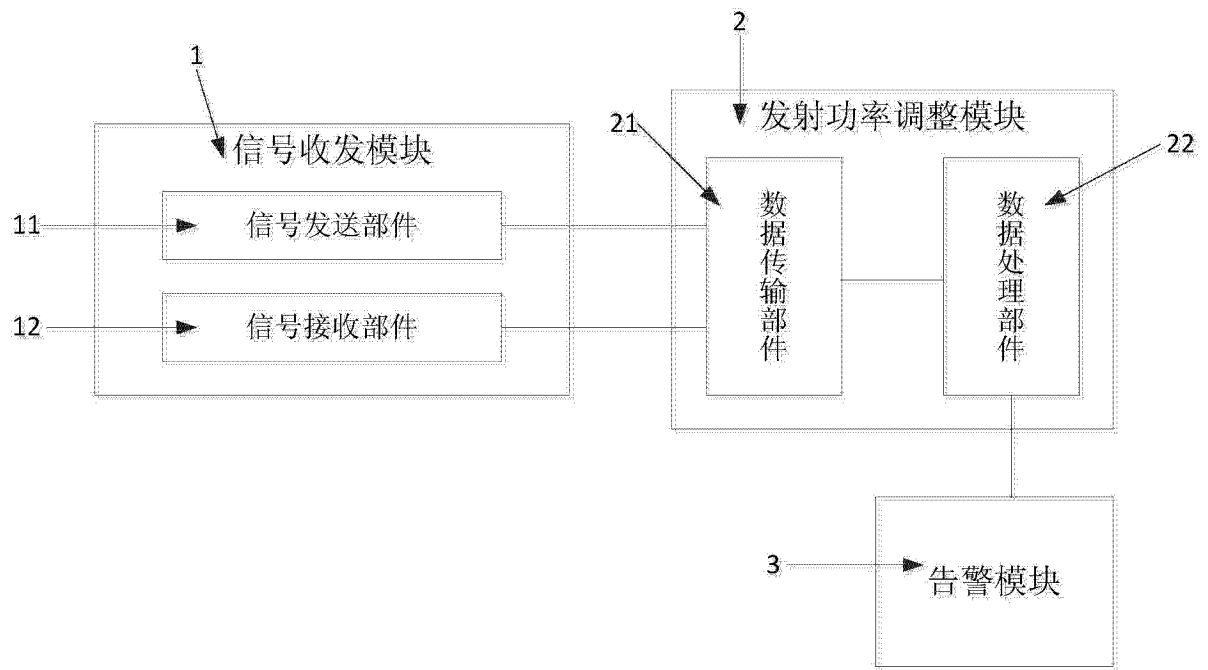 1
信号收发模块
11
信号发送部件
12
信号接收部件
2
发射功率调整模块
21
数据传输部件
22
数据处理部件
3
告警模块